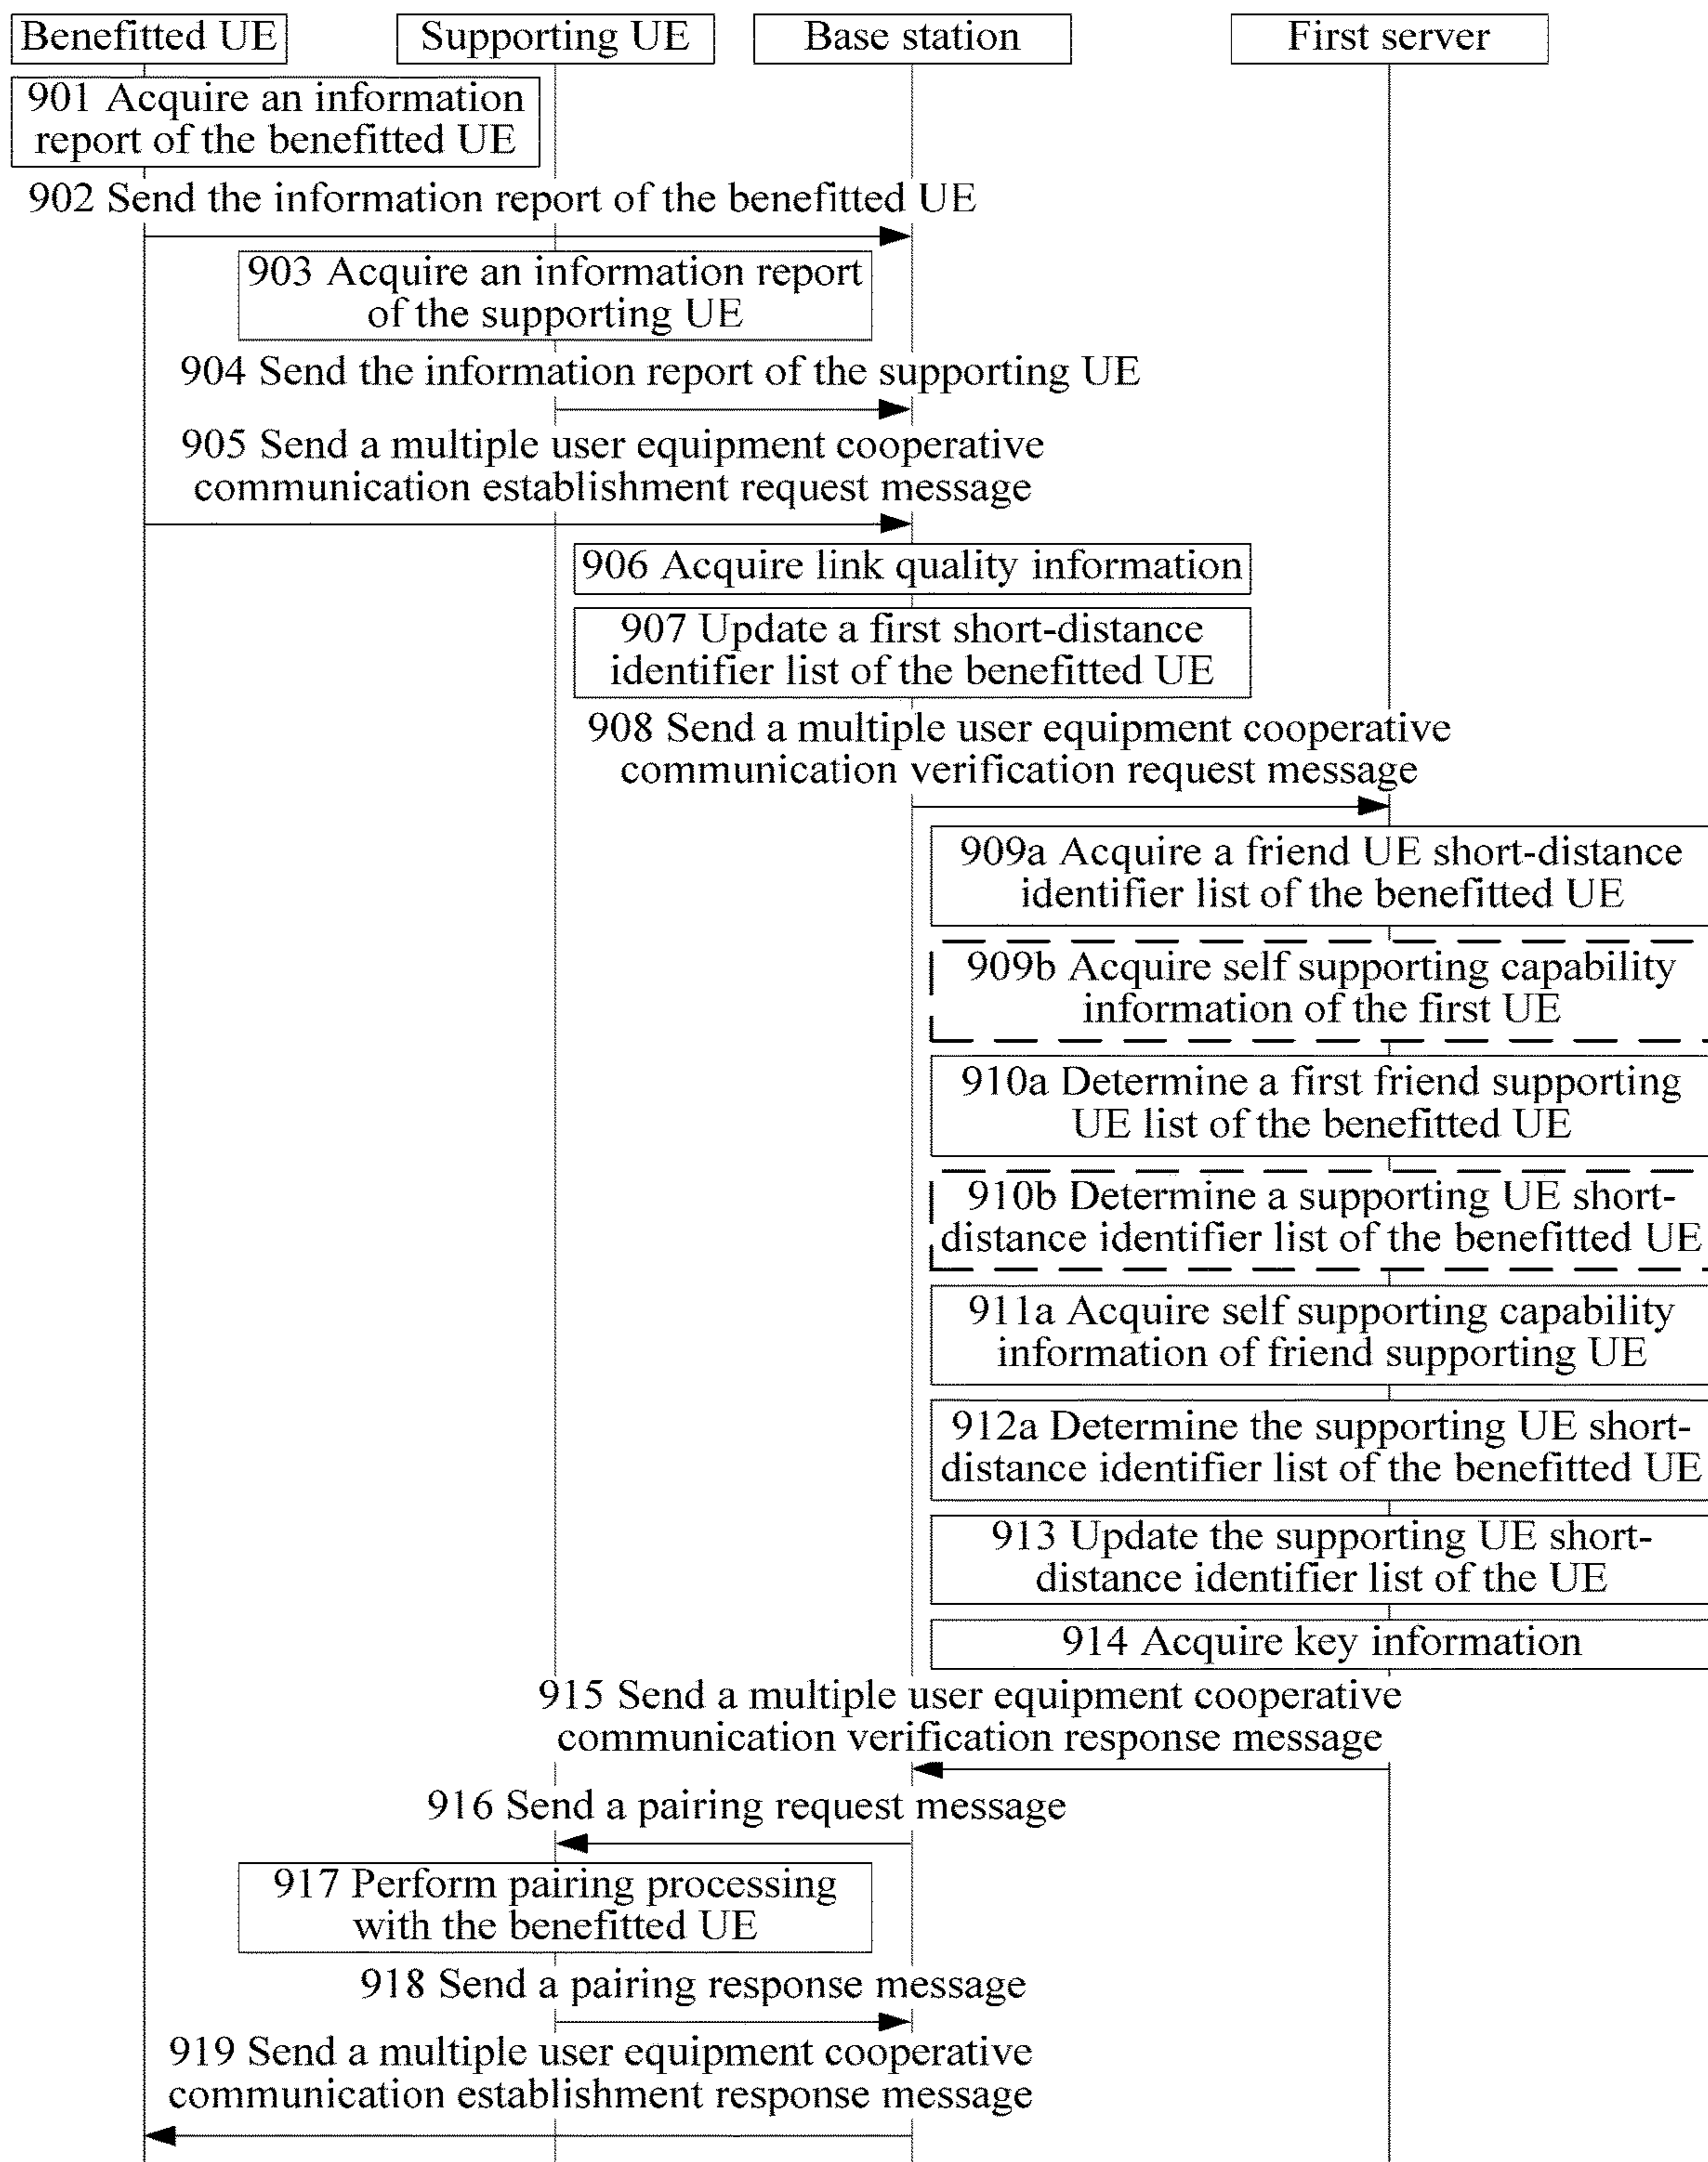 Benefitted UE
Supporting UE
Base station
First server
901 Acquire an information
report of the benefitted UE
902 Send the information report of the benefitted UE
903 Acquire an information report
of the supporting UE
904 Send the information report of the supporting UE
905 Send a multiple user equipment cooperative
communication establishment request message
906 Acquire link quality information
907 Update a first short-distance
identifier list of the benefitted UE
908 Send a multiple user equipment cooperative
communication verification request message
909a Acquire a friend UE short-distance
identifier list of the benefitted UE
909b Acquire self supporting capability
information of the first UE
910a Determine a first friend supporting
UE list of the benefitted UE
910b Determine a supporting UE short-
distance identifier list of the benefitted UE
911a Acquire self supporting capability
information of friend supporting UE
912a Determine the supporting UE short-
distance identifier list of the benefitted UE
913 Update the supporting UE short-
distance identifier list of the UE
914 Acquire key information
915 Send a multiple user equipment cooperative
communication verification response message
916 Send a pairing request message
917 Perform pairing processing
with the benefitted UE
918 Send a pairing response message
919 Send a multiple user equipment cooperative
communication establishment response message